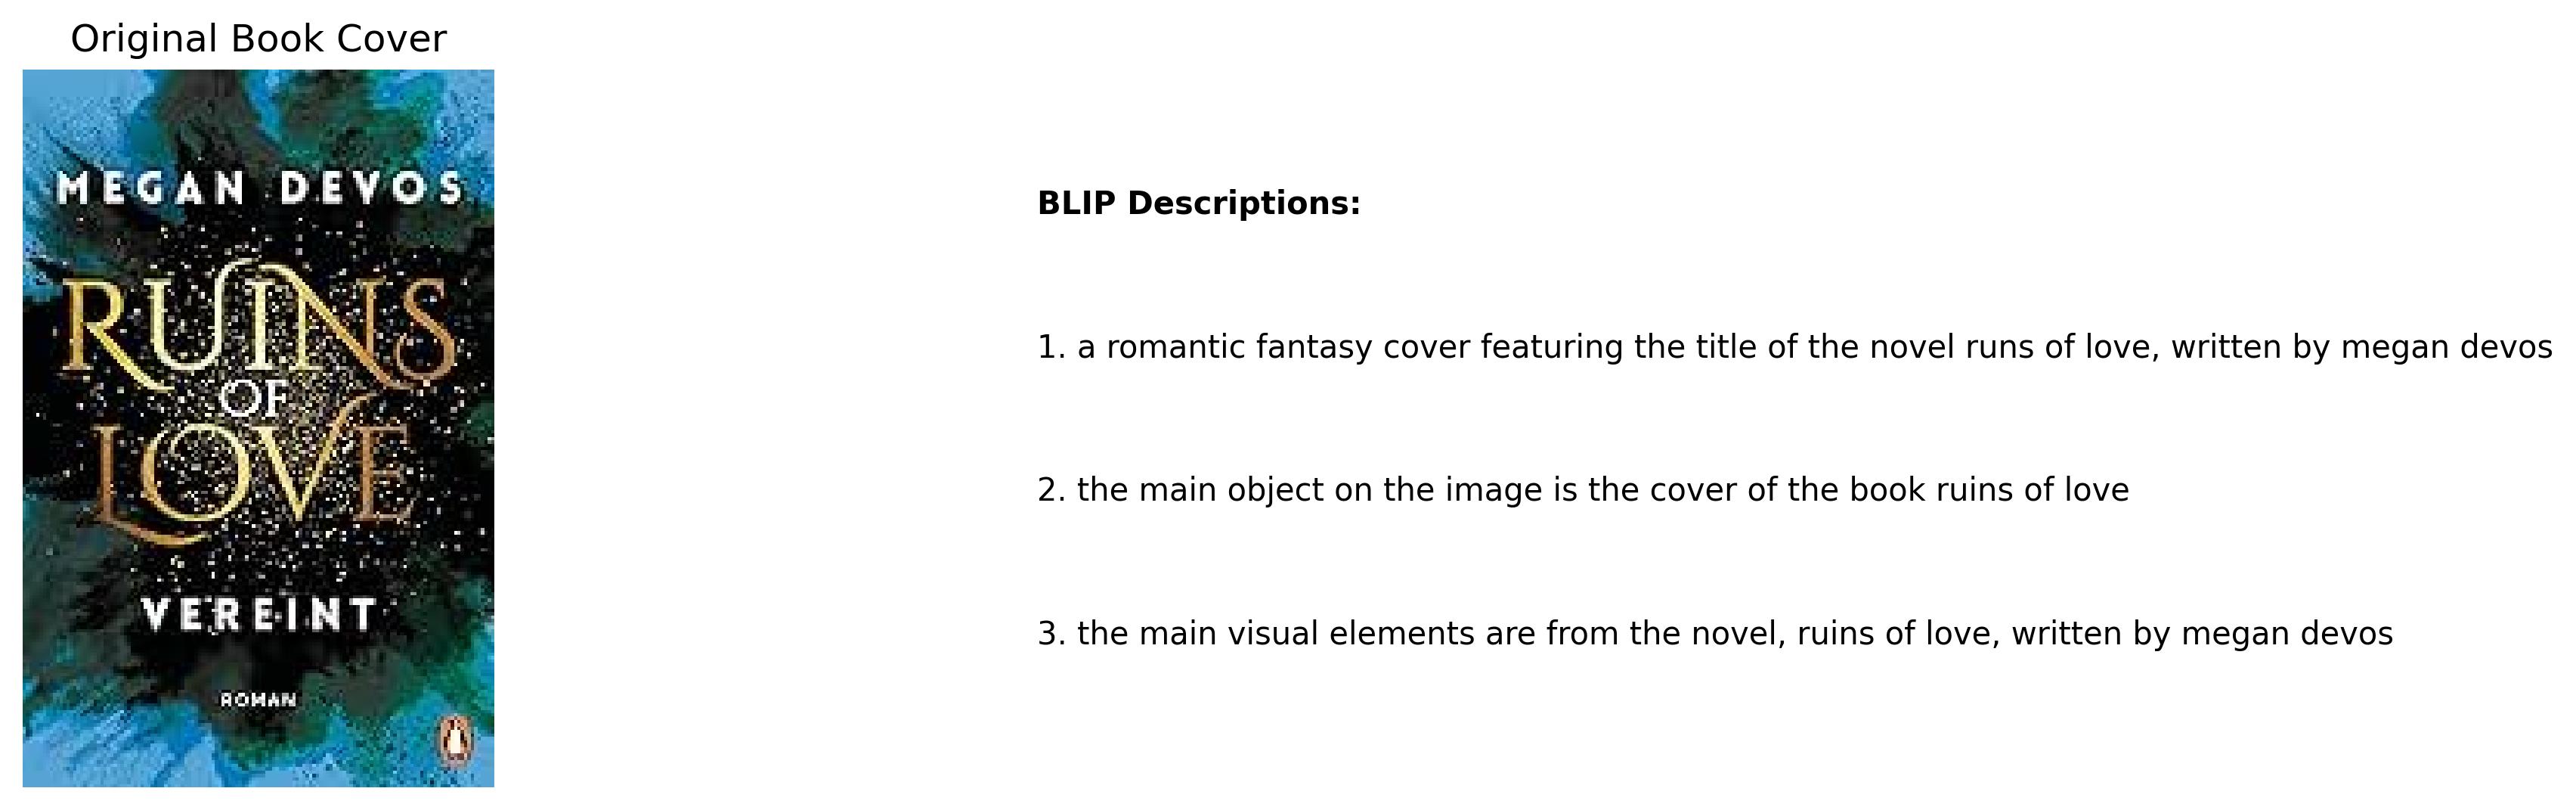 Original Book Cover
MEGAN DEVOS
RUINS
OF
LOVE
VEREINT
ROMAN
BLIP Descriptions:
1. a romantic fantasy cover featuring the title of the novel runs of love, written by megan devos
2. the main object on the image is the cover of the book ruins of love
3. the main visual elements are from the novel, ruins of love, written by megan devos